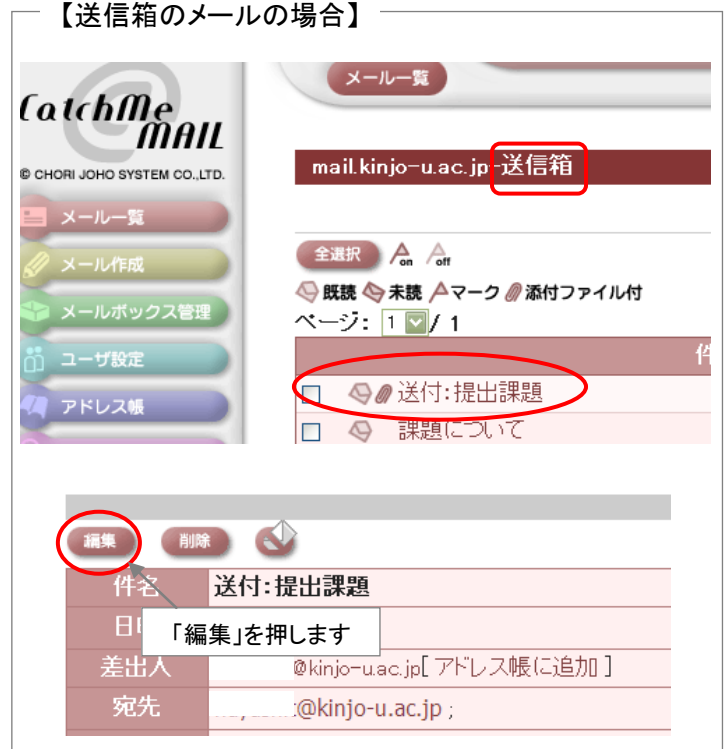 【送信箱のメールの場合】
メール一覧
CatchMe
MAIL
© CHORI JOHO SYSTEM CO.,LTD.
mail.kinjo-u.ac.jp-送信箱
メール一覧
メール作成
メールボックス管理
ユーザ設定
アドレス帳
全選択 on off
既読 未読 マーク 添付ファイル付
ページ: 1 / 1
件
送付:提出課題
課題について
編集 削除
件名 送付:提出課題
「編集」を押します
差出人 @kinjo-u.ac.jp[ アドレス帳に追加 ]
宛先 @kinjo-u.ac.jp ;